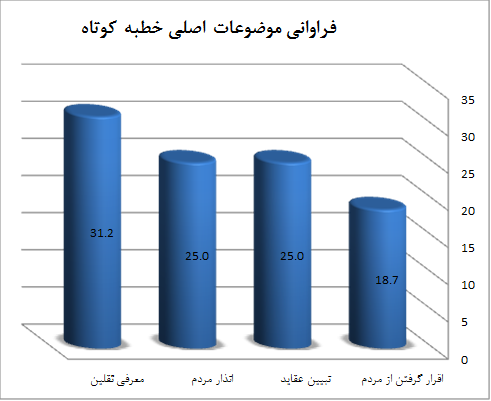 فراوانی موضوعات اصلی خطبه کوتاه
35
30
25
20
15
10
5
0
18.7
25.0
25.0
31.2
اقرار گرفتن از مردم
تبیین عقاید
انذار مردم
معرفی ثقلین